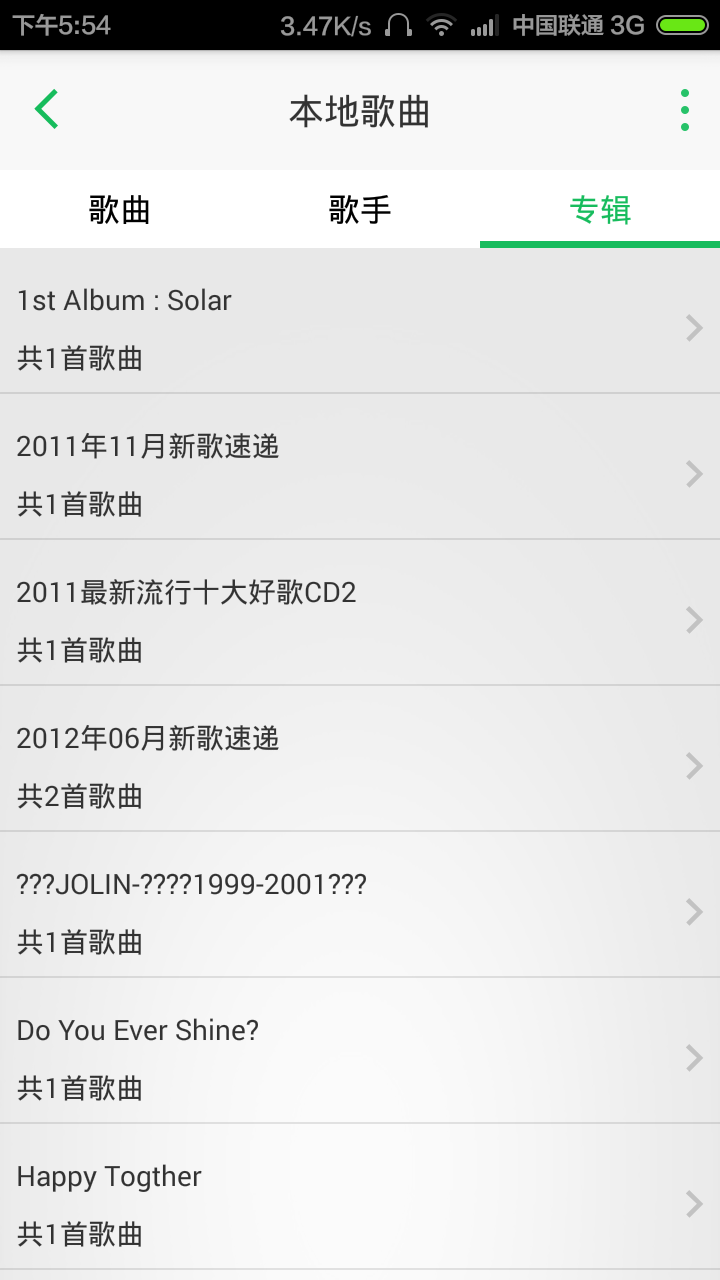 下午5:54 3.47K/s 中国联通 3G
本地歌曲
歌曲 歌手 专辑
1st Album : Solar
共1首歌曲
2011年11月新歌速递
共1首歌曲
2011最新流行十大好歌CD2
共1首歌曲
2012年06月新歌速递
共2首歌曲
???JOLIN-????1999-2001???
共1首歌曲
Do You Ever Shine?
共1首歌曲
Happy Togther
共1首歌曲